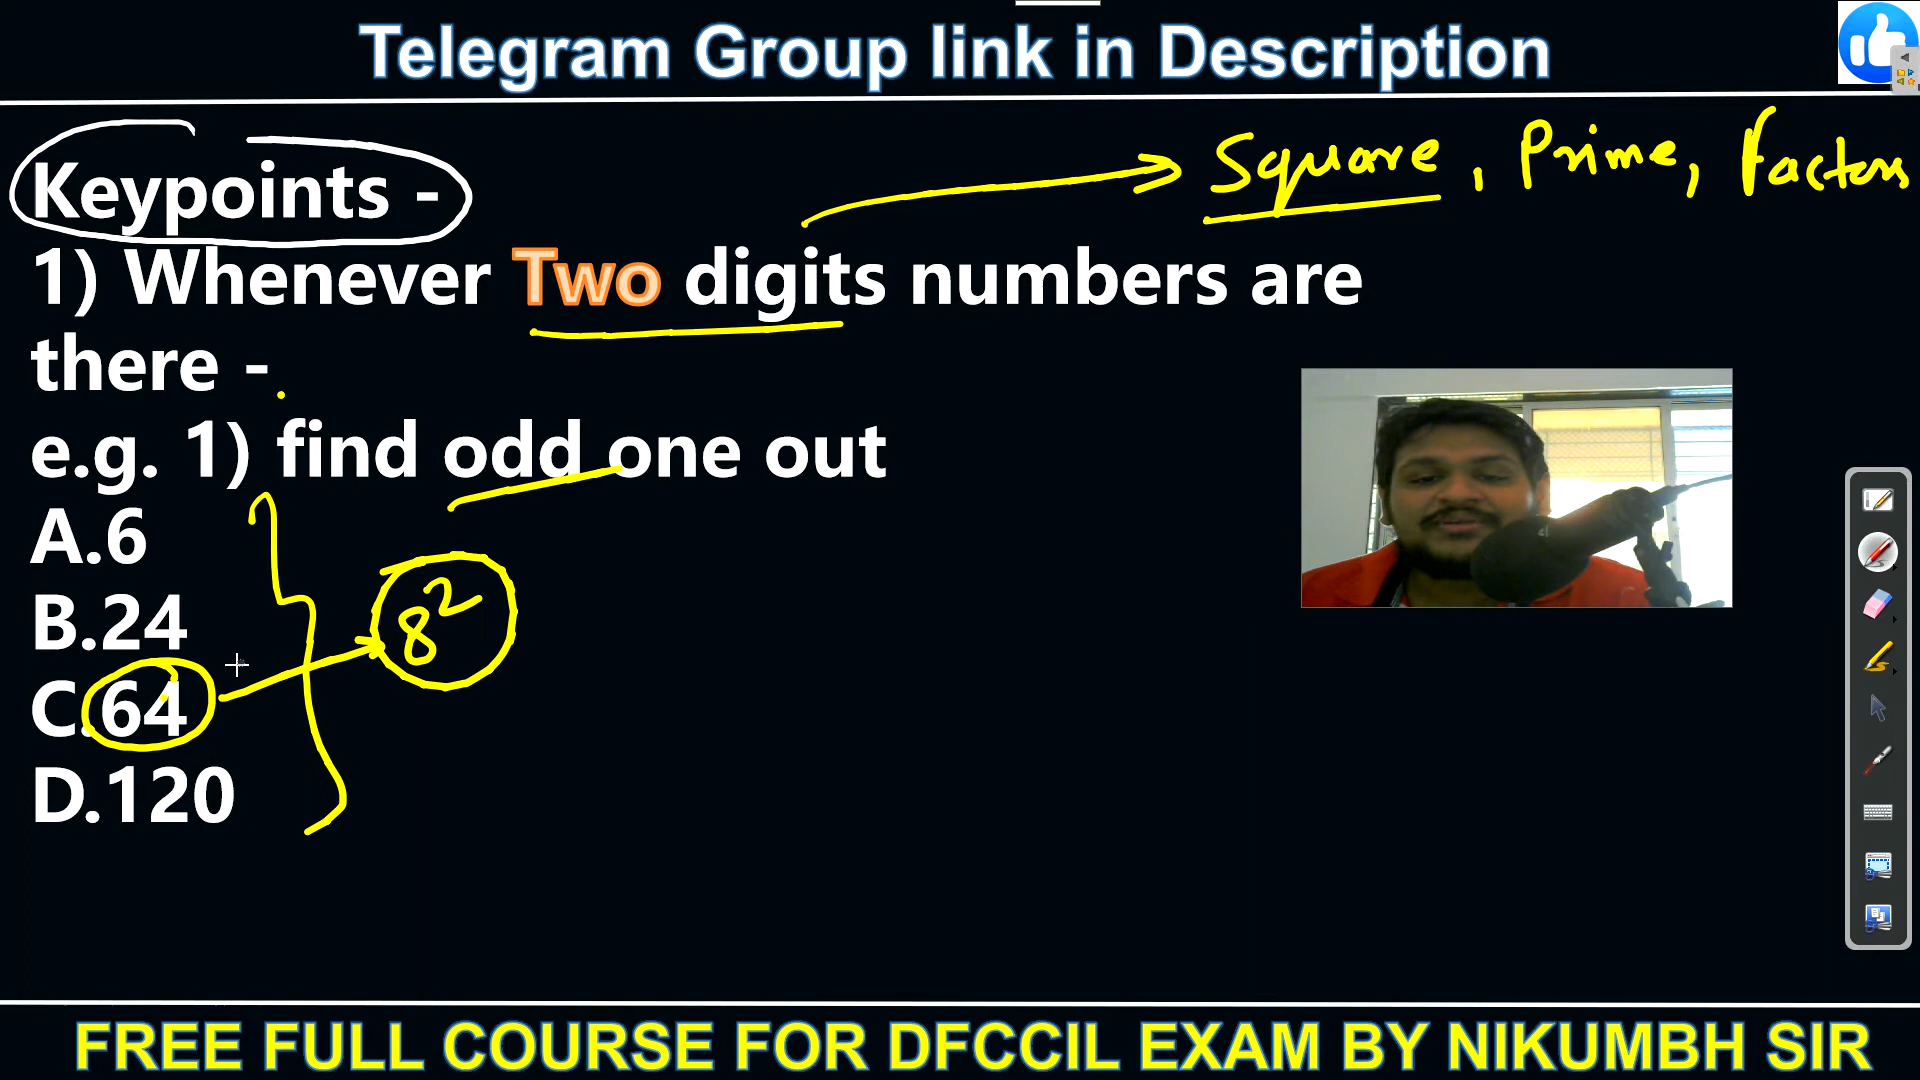 Telegram Group link in Description
Square, Prime, Factors
Keypoints -
1) Whenever Two digits numbers are
there -
e.g. 1) find odd one out
A.6
B.24
8²
C.64
D.120
FREE FULL COURSE FOR DFCCIL EXAM BY NIKUMBH SIR